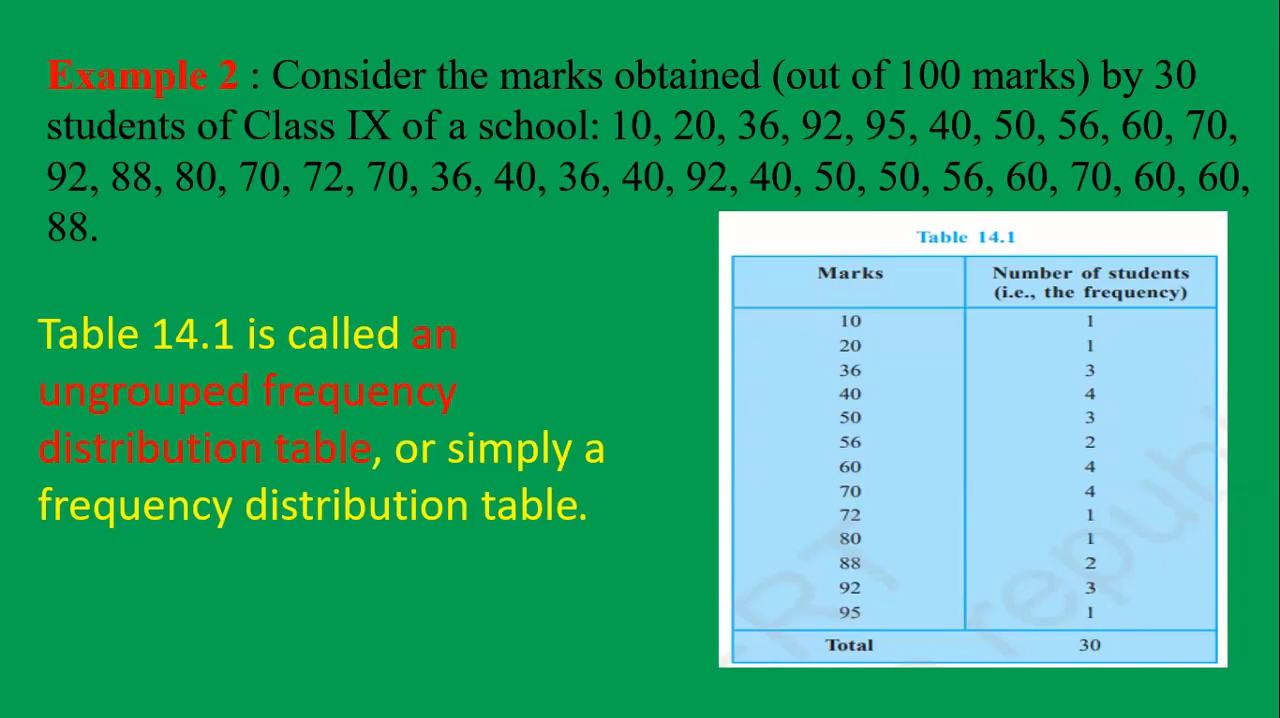 Example 2 : Consider the marks obtained (out of 100 marks) by 30
students of Class IX of a school: 10, 20, 36, 92, 95, 40, 50, 56, 60, 70,
92, 88, 80, 70, 72, 70, 36, 40, 36, 40, 92, 40, 50, 50, 56, 60, 70, 60, 60,
88.
Table 14.1 is called an
ungrouped frequency
distribution table, or simply a
frequency distribution table.
Table 14.1
Marks Number of students
(i.e., the frequency)
10 1
20 1
36 3
40 4
50 3
56 2
60 4
70 4
72 1
80 1
88 2
92 3
95 1
Total 30